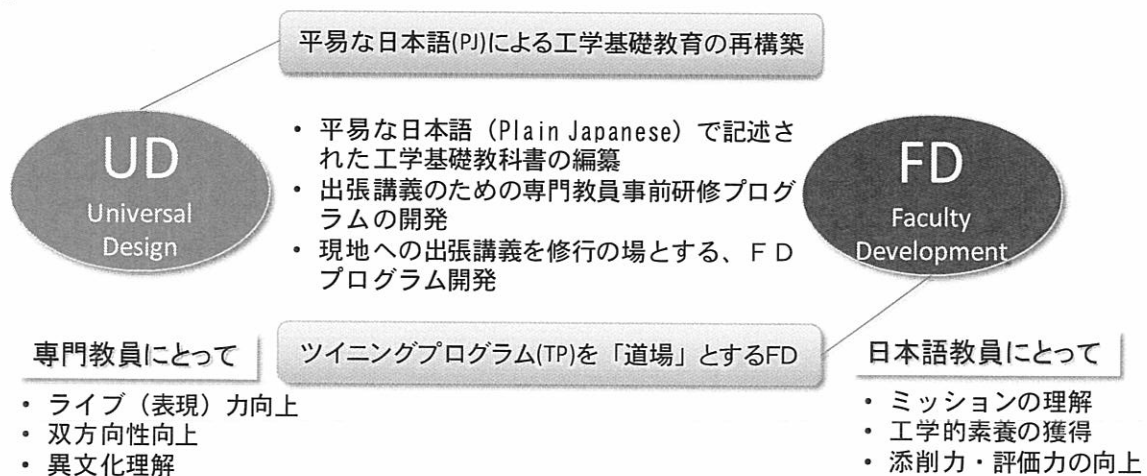 平易な日本語(PJ)による工学基礎教育の再構築
UD
Universal
Design
• 平易な日本語（Plain Japanese）で記述さ
れた工学基礎教科書の編纂
• 出張講義のための専門教員事前研修プログ
ラムの開発
• 現地への出張講義を修行の場とする、ＦＤ
プログラム開発
FD
Faculty
Development
専門教員にとって
• ライブ（表現）力向上
• 双方向性向上
• 異文化理解
ツイニングプログラム(TP)を「道場」とするFD
日本語教員にとって
• ミッションの理解
• 工学的素養の獲得
• 添削力・評価力の向上